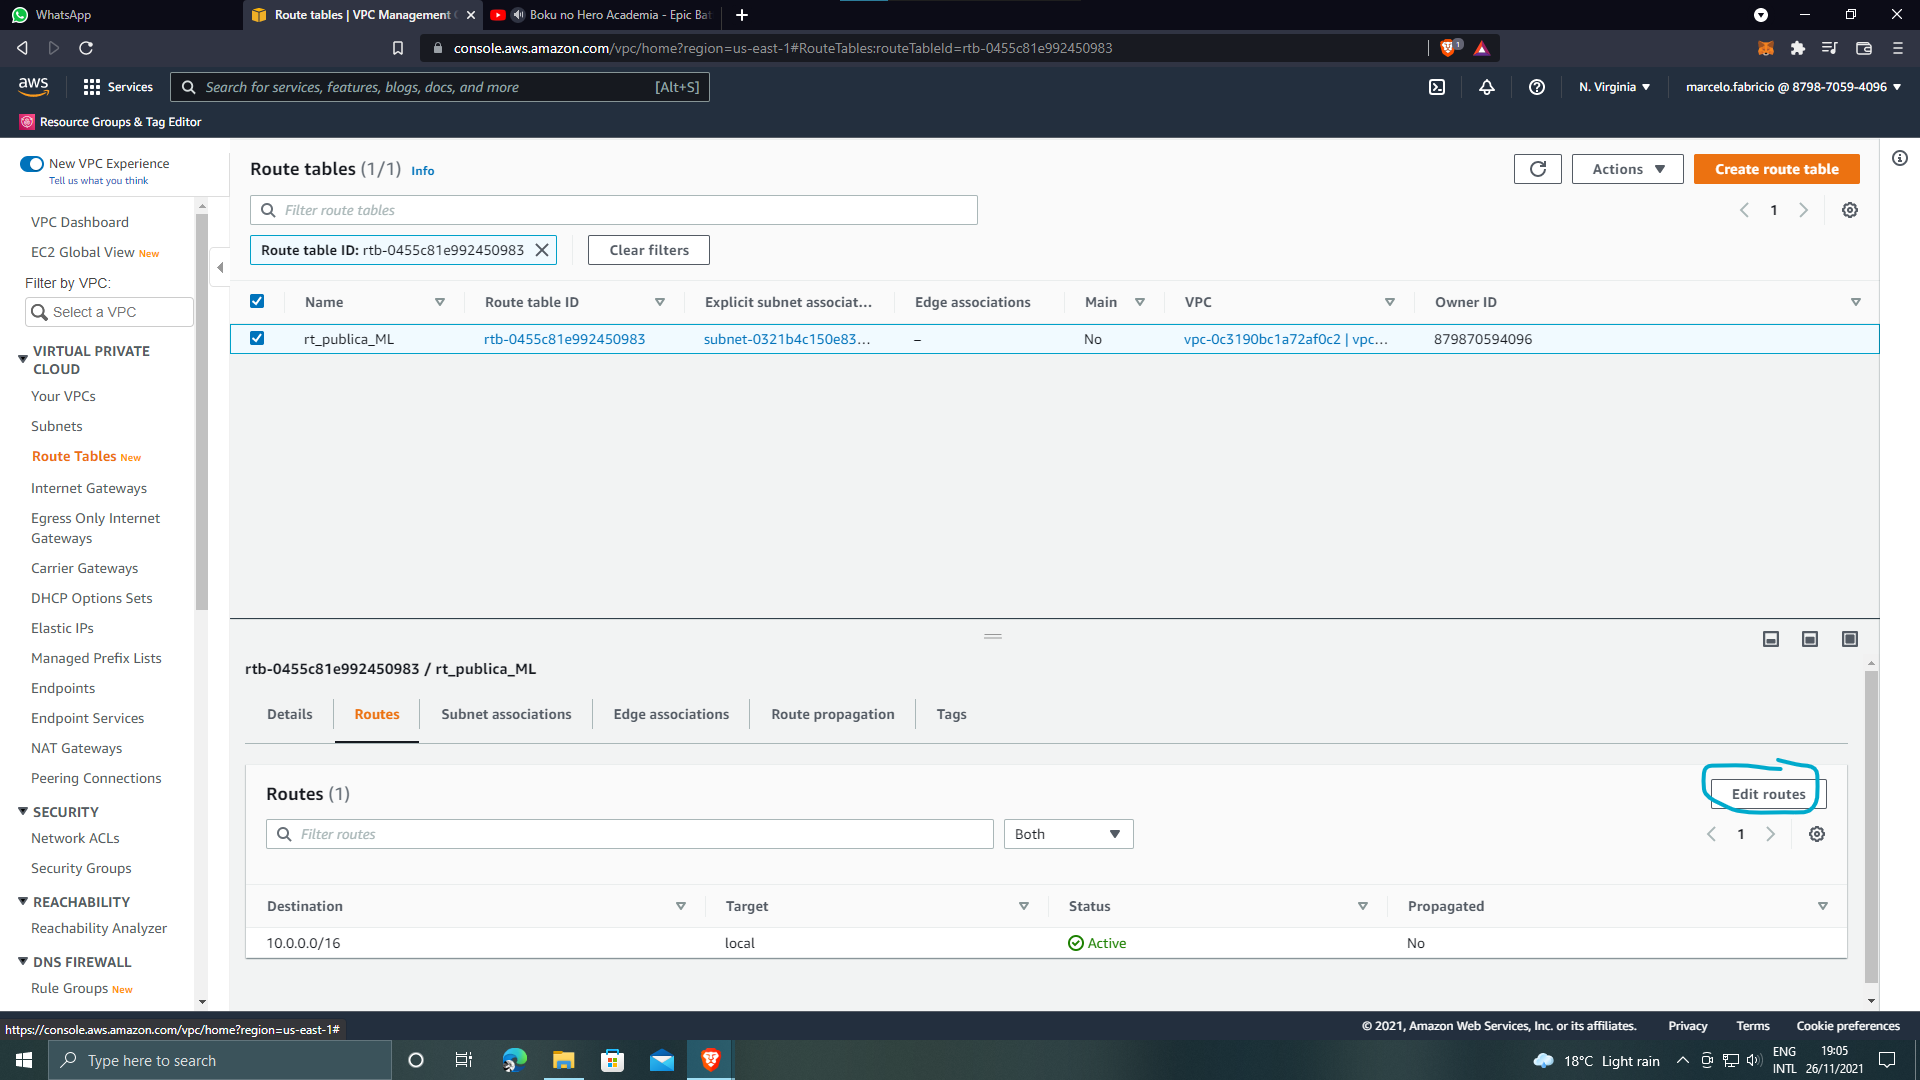 WhatsApp
Route tables | VPC Management C
Boku no Hero Academia - Epic Bat
console.aws.amazon.com/vpc/home?region=us-east-1#RouteTables:routeTableId=rtb-0455c81e992450983
1
aws
Services
Search for services, features, blogs, docs, and more
[Alt+S]
N. Virginia
marcelo.fabricio @ 8798-7059-4096
Resource Groups & Tag Editor
New VPC Experience
Tell us what you think
VPC Dashboard
EC2 Global View New
Filter by VPC:
Select a VPC
VIRTUAL PRIVATE
CLOUD
Your VPCs
Subnets
Route Tables New
Internet Gateways
Egress Only Internet
Gateways
Carrier Gateways
DHCP Options Sets
Elastic IPs
Managed Prefix Lists
Endpoints
Endpoint Services
NAT Gateways
Peering Connections
SECURITY
Network ACLs
Security Groups
REACHABILITY
Reachability Analyzer
DNS FIREWALL
Rule Groups New
Route tables (1/1) Info
Actions
Create route table
Filter route tables
1
Route table ID: rtb-0455c81e992450983
Clear filters
Name Route table ID Explicit subnet associat... Edge associations Main VPC Owner ID
rt_publica_ML rtb-0455c81e992450983 subnet-0321b4c150e83... – No vpc-0c3190bc1a72af0c2 | vpc... 879870594096
rtb-0455c81e992450983 / rt_publica_ML
Details Routes Subnet associations Edge associations Route propagation Tags
Routes (1)
Edit routes
Filter routes
Both
1
Destination Target Status Propagated
10.0.0.0/16 local Active No
https://console.aws.amazon.com/vpc/home?region=us-east-1#
© 2021, Amazon Web Services, Inc. or its affiliates. Privacy Terms Cookie preferences
Type here to search
18°C Light rain
ENG
INTL
19:05
26/11/2021